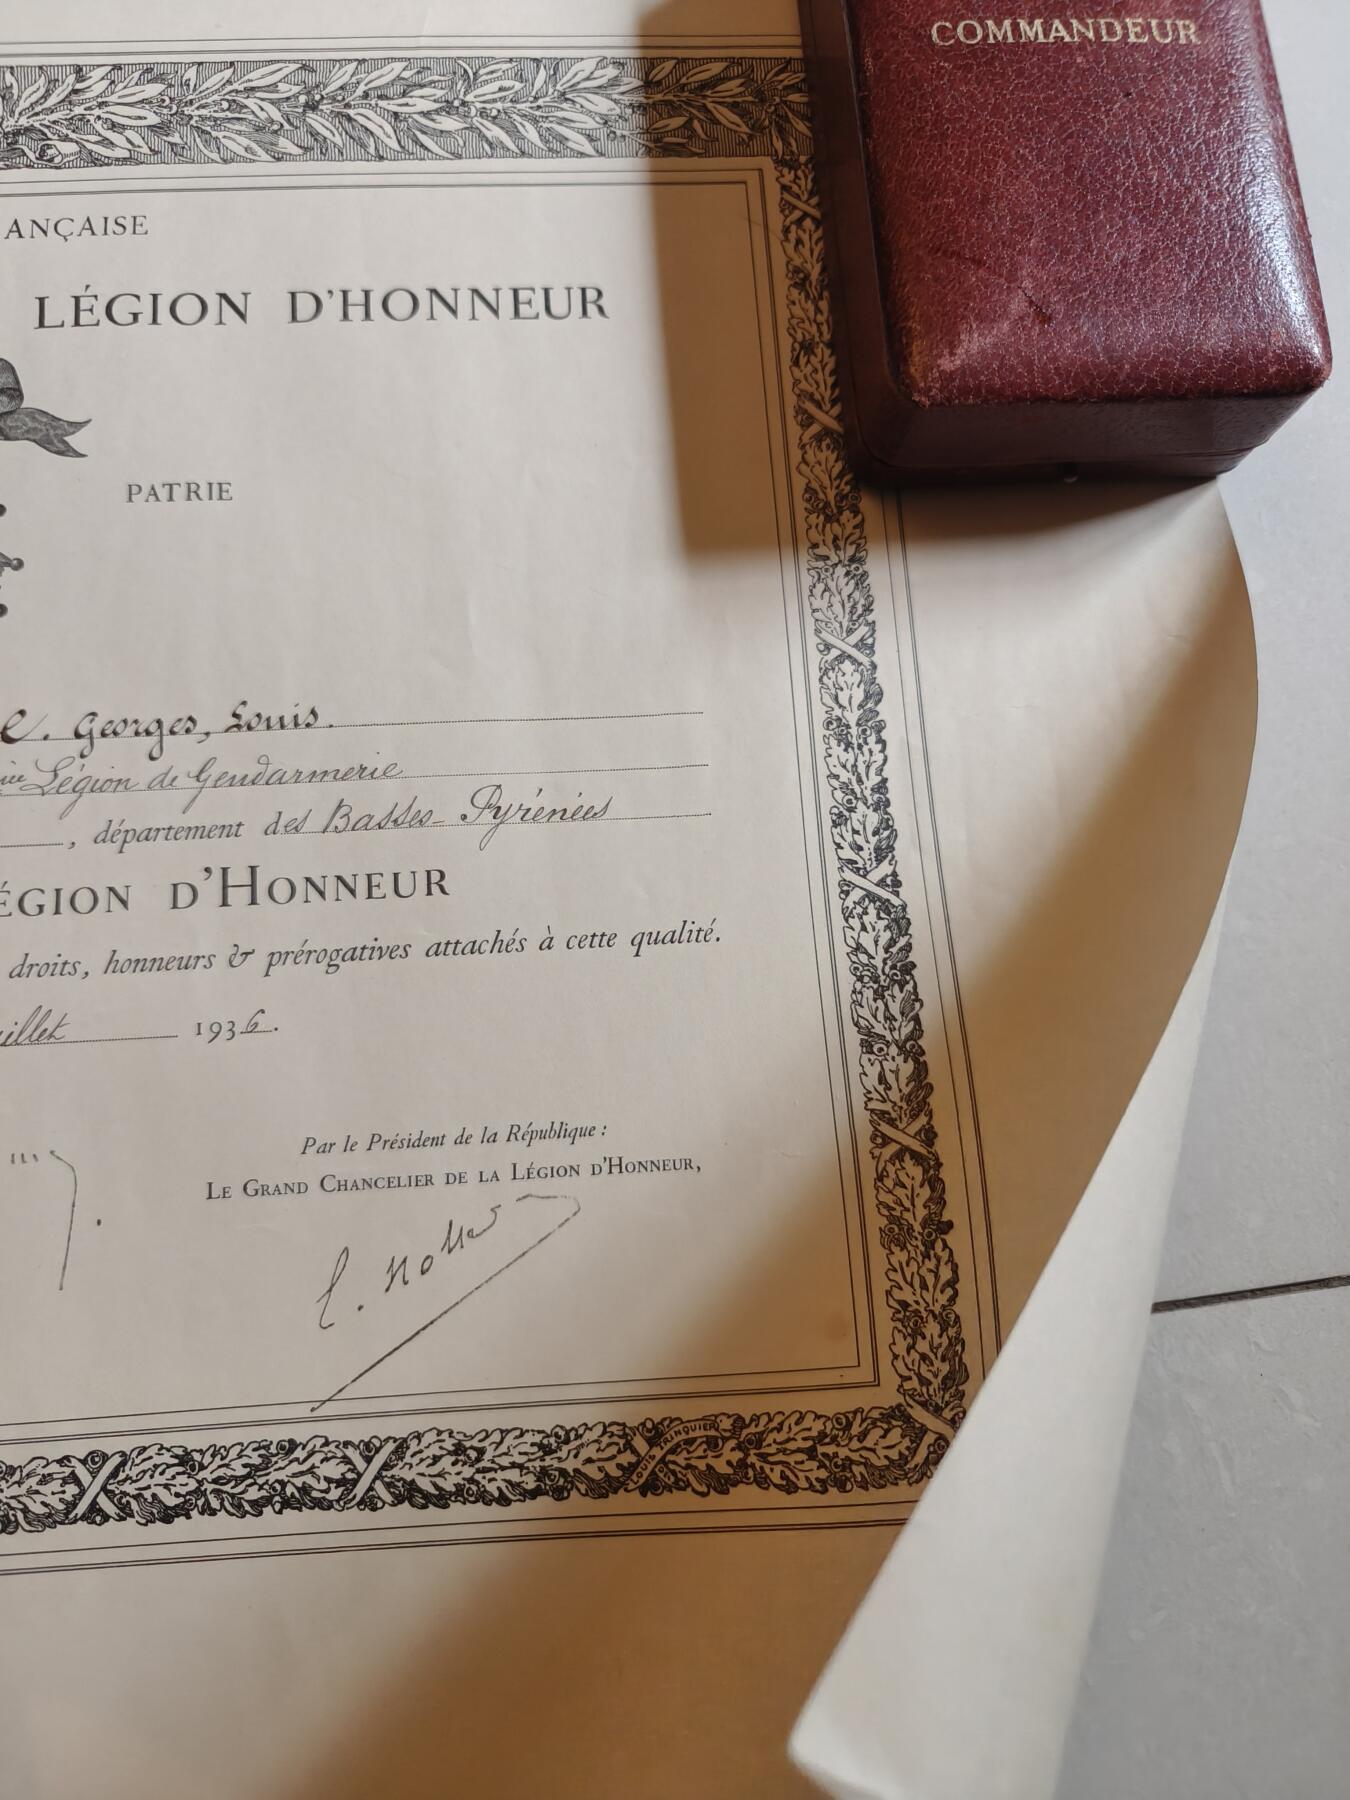 COMMANDEUR
ANÇAISE
LÉGION D'HONNEUR
PATRIE
Georges, Louis.
Légion de Gendarmerie
, département des Basses-Pyrénées
ÉGION D'HONNEUR
droits, honneurs & prérogatives attachés à cette qualité.
illet 1936.
Par le Président de la République :
LE GRAND CHANCELIER DE LA LÉGION D'HONNEUR,
LOUIS TRINQUIER